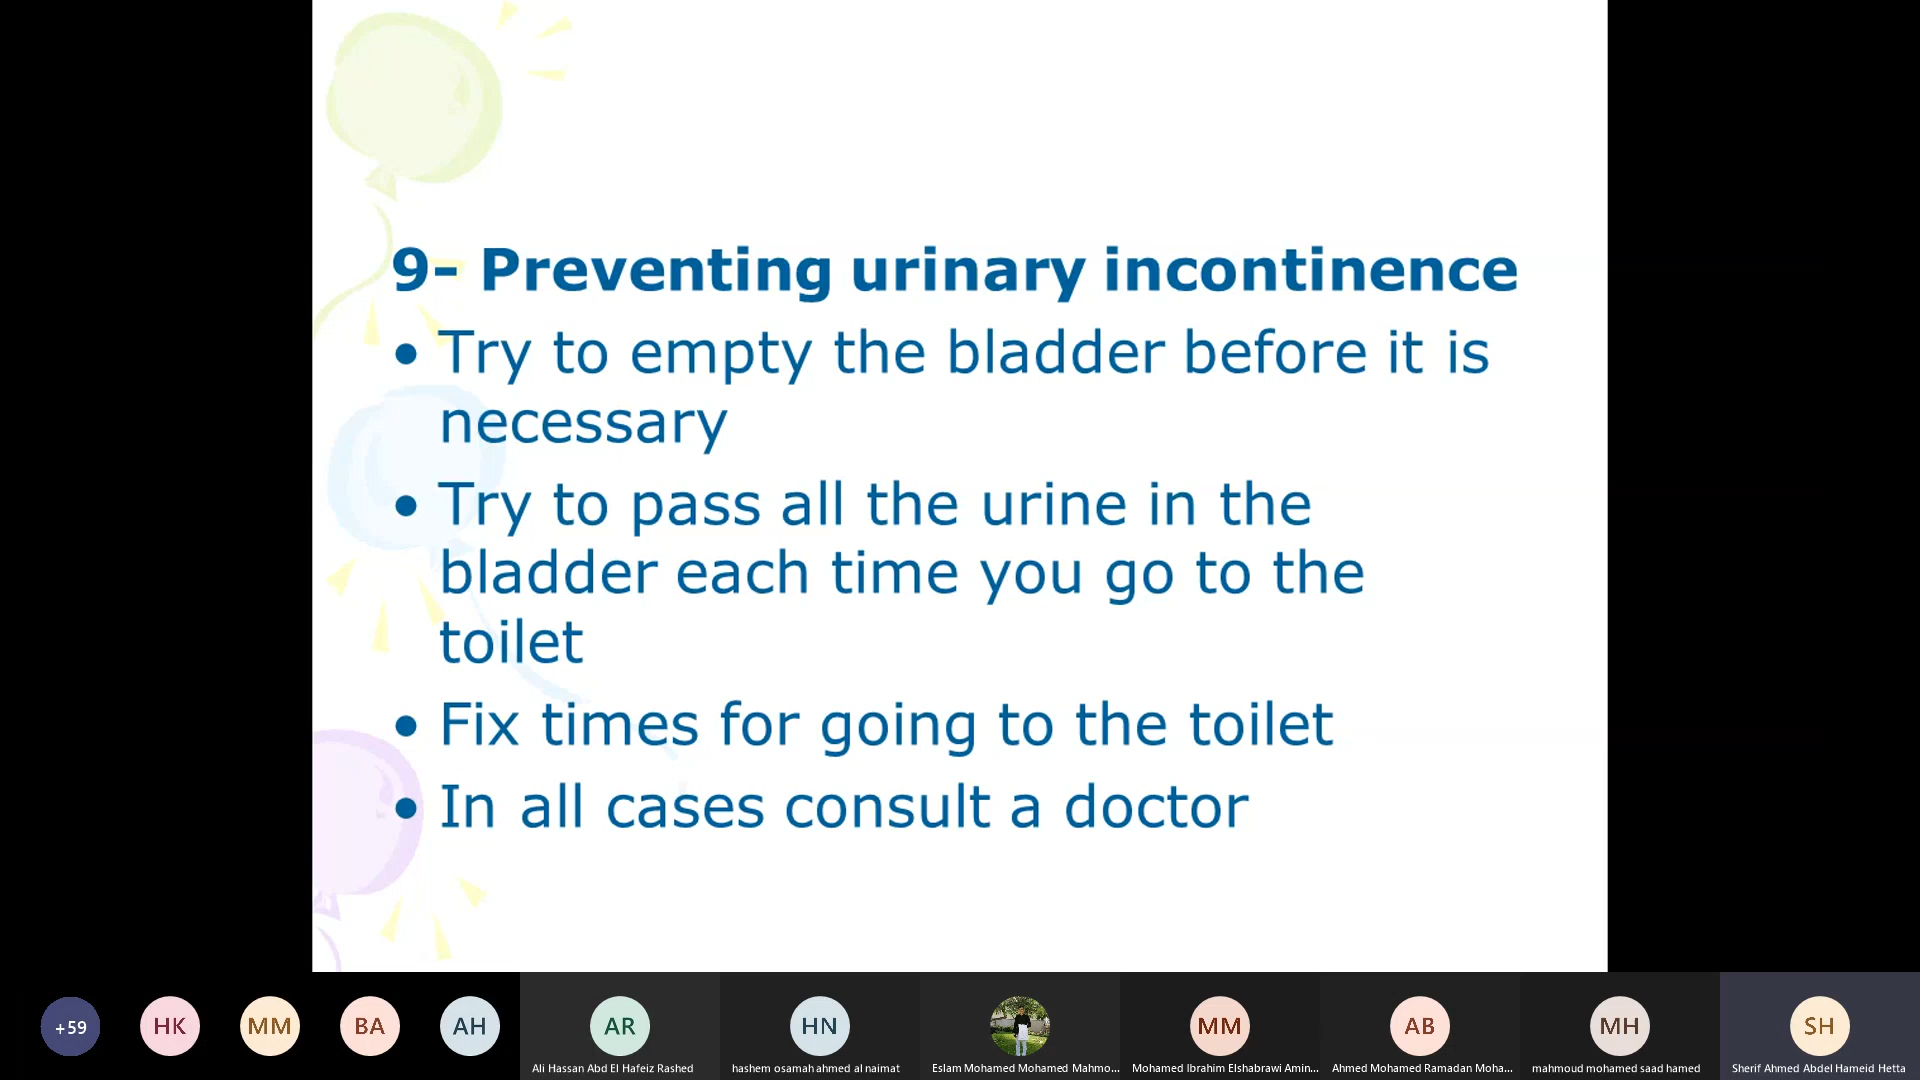 9- Preventing urinary incontinence
• Try to empty the bladder before it is
necessary
• Try to pass all the urine in the
bladder each time you go to the
toilet
• Fix times for going to the toilet
• In all cases consult a doctor
+59
HK
MM
BA
AH
AR
HN
MM
AB
MH
SH
Ali Hassan Abd El Hafeiz Rashed
hashem osamah ahmed al naimat
Eslam Mohamed Mohamed Mahmo...
Mohamed Ibrahim Elshabrawi Amin...
Ahmed Mohamed Ramadan Moha...
mahmoud mohamed saad hamed
Sherif Ahmed Abdel Hameid Hetta